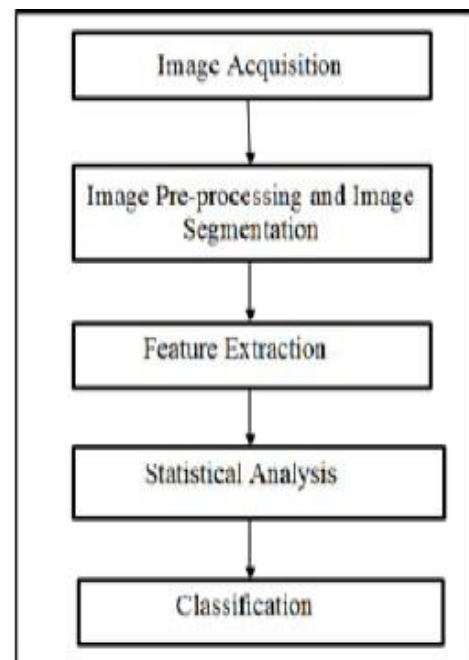 Image Acquisition
Image Pre-processing and Image
Segmentation
Feature Extraction
Statistical Analysis
Classification